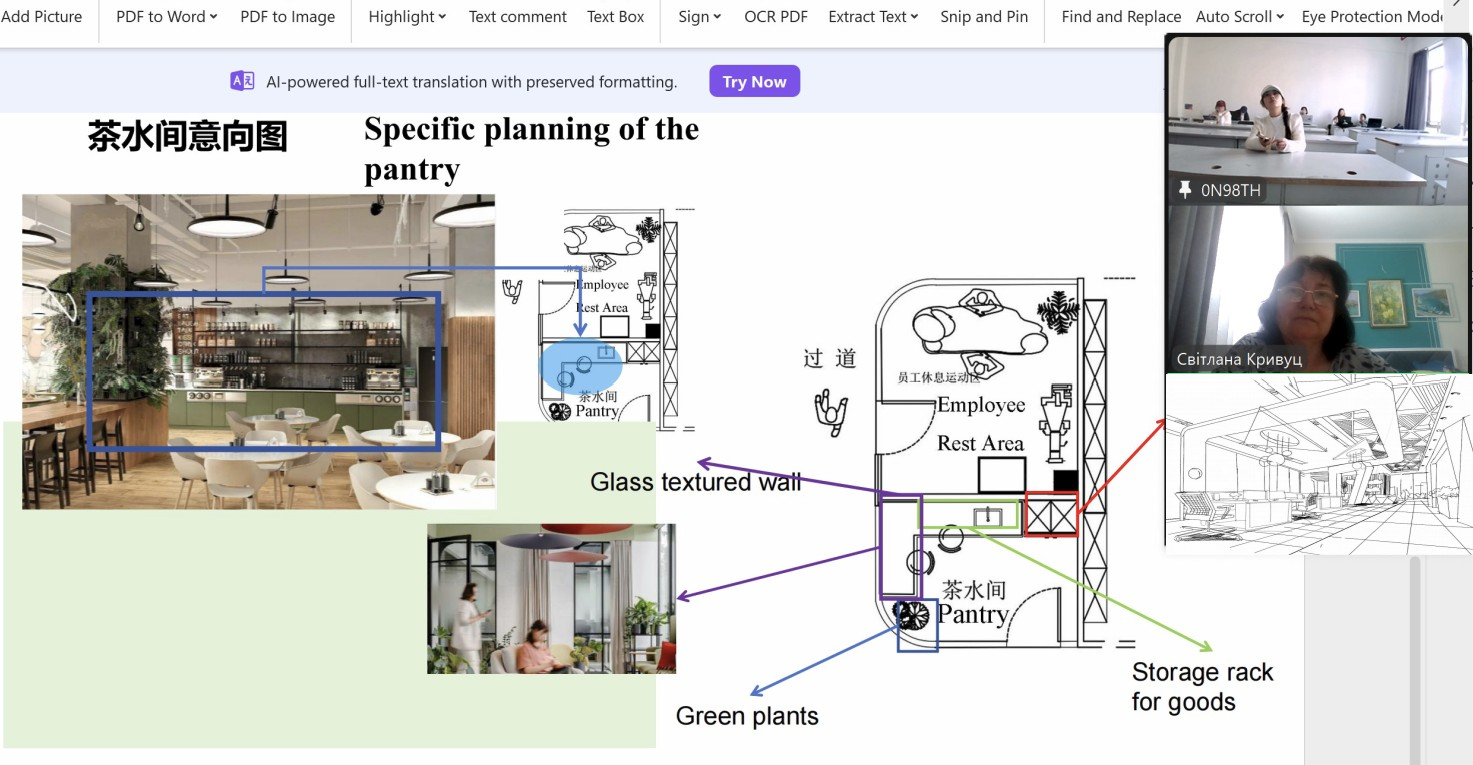 Add Picture
PDF to Word
PDF to Image
Highlight
Text comment
Text Box
Sign
OCR PDF
Extract Text
Snip and Pin
Find and Replace
Auto Scroll
Eye Protection Mode
AI-powered full-text translation with preserved formatting.
Try Now
茶水间意向图
Specific planning of the
pantry
0N98TH
Світлана Кривуц
Employee
Rest Area
茶水间
Pantry
过 道
员工休息运动区
Employee
Rest Area
Glass textured wall
茶水间
Pantry
Storage rack
for goods
Green plants